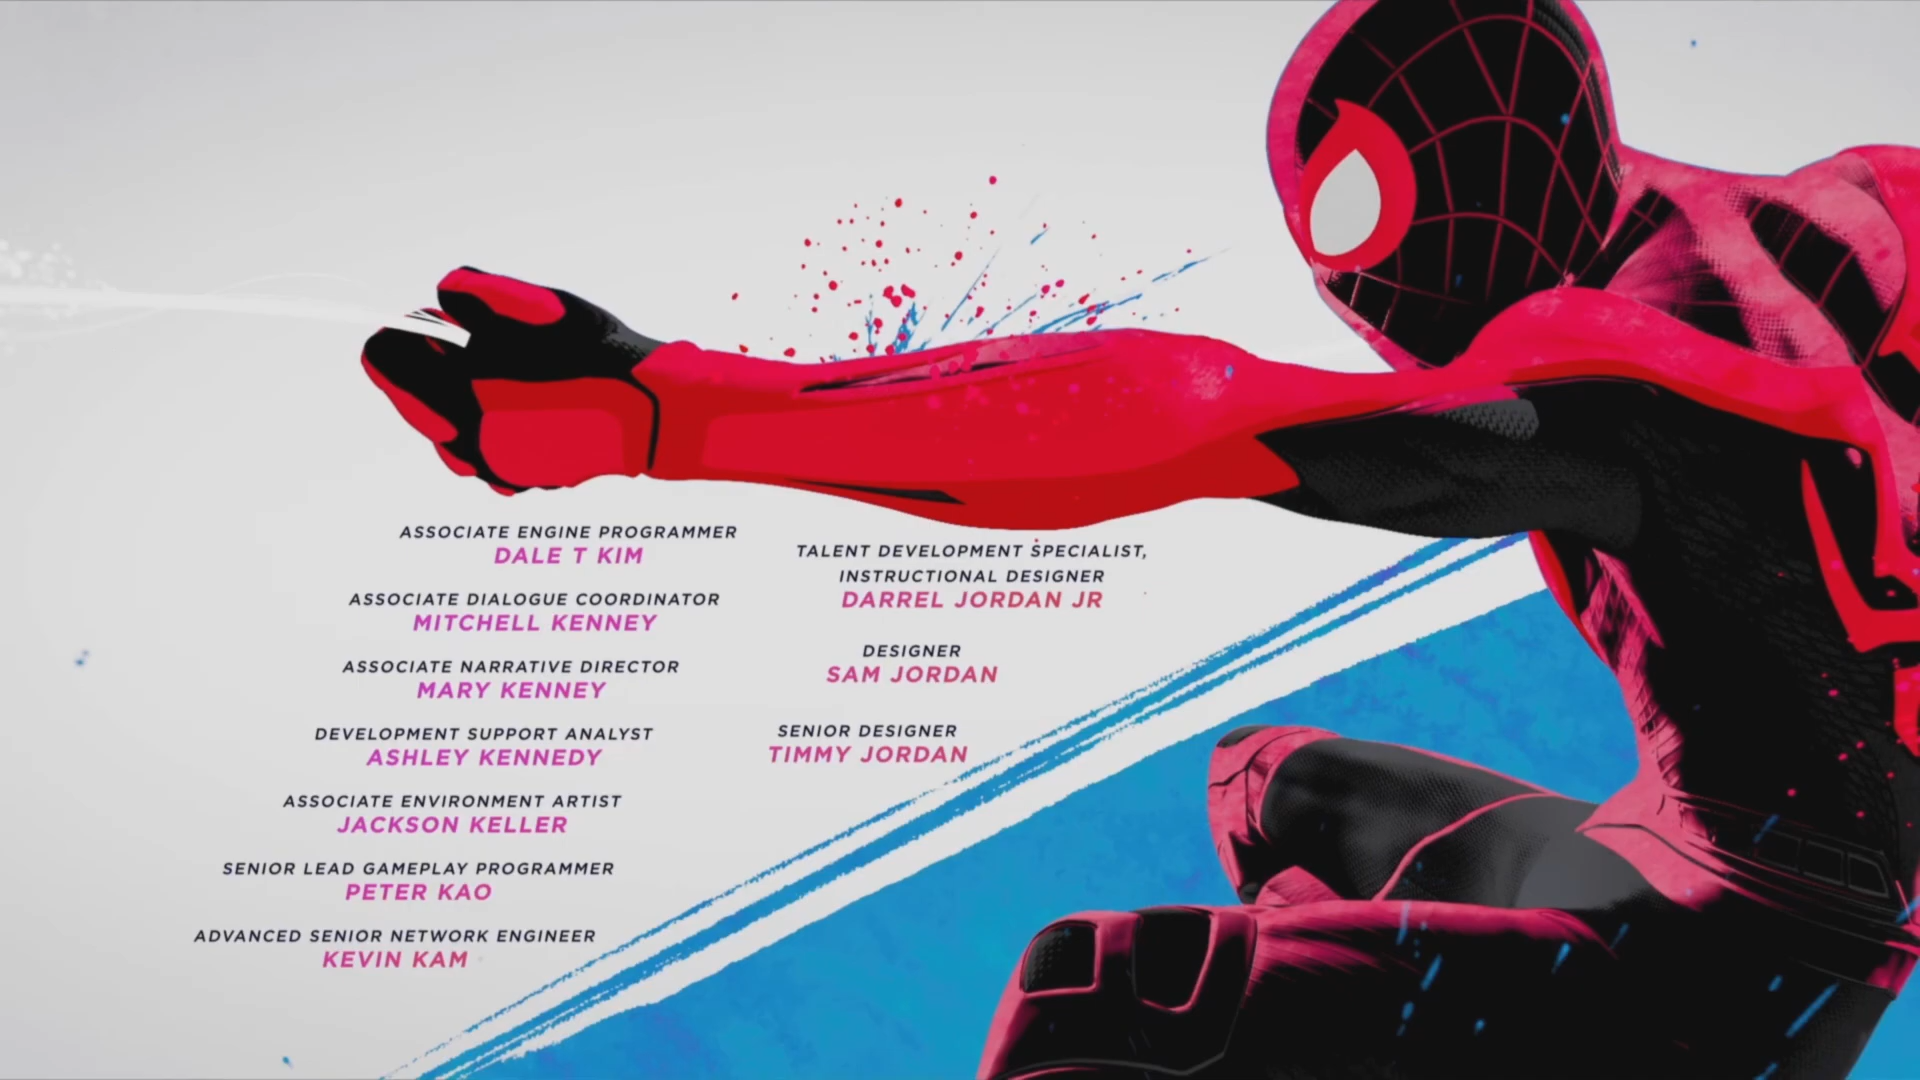 ASSOCIATE ENGINE PROGRAMMER
DALE T KIM
ASSOCIATE DIALOGUE COORDINATOR
MITCHELL KENNEY
ASSOCIATE NARRATIVE DIRECTOR
MARY KENNEY
DEVELOPMENT SUPPORT ANALYST
ASHLEY KENNEDY
ASSOCIATE ENVIRONMENT ARTIST
JACKSON KELLER
SENIOR LEAD GAMEPLAY PROGRAMMER
PETER KAO
ADVANCED SENIOR NETWORK ENGINEER
KEVIN KAM
TALENT DEVELOPMENT SPECIALIST,
INSTRUCTIONAL DESIGNER
DARREL JORDAN JR
DESIGNER
SAM JORDAN
SENIOR DESIGNER
TIMMY JORDAN